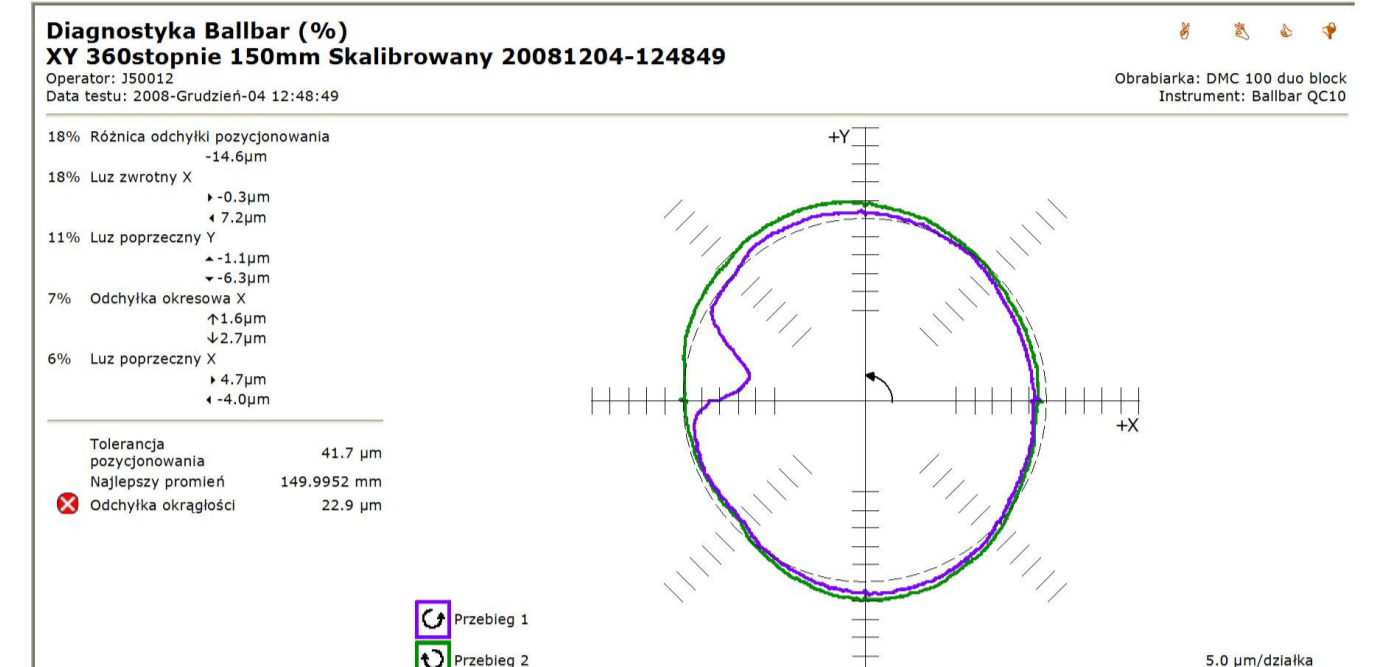 Diagnostyka Ballbar (%)
XY 360stopnie 150mm Skalibrowany 20081204-124849
Operator: J50012
Data testu: 2008-Grudzień-04 12:48:49
Obrabiarka: DMC 100 duo block
Instrument: Ballbar QC10
18% Różnica odchyłki pozycjonowania
-14.6µm
18% Luz zwrotny X
-0.3µm
7.2µm
11% Luz poprzeczny Y
-1.1µm
-6.3µm
7% Odchyłka okresowa X
↑1.6µm
↓2.7µm
6% Luz poprzeczny X
4.7µm
-4.0µm
Tolerancja
pozycjonowania 41.7 µm
Najlepszy promień 149.9952 mm
Odchyłka okrągłości 22.9 µm
+Y
+X
Przebieg 1
Przebieg 2
5.0 µm/działka